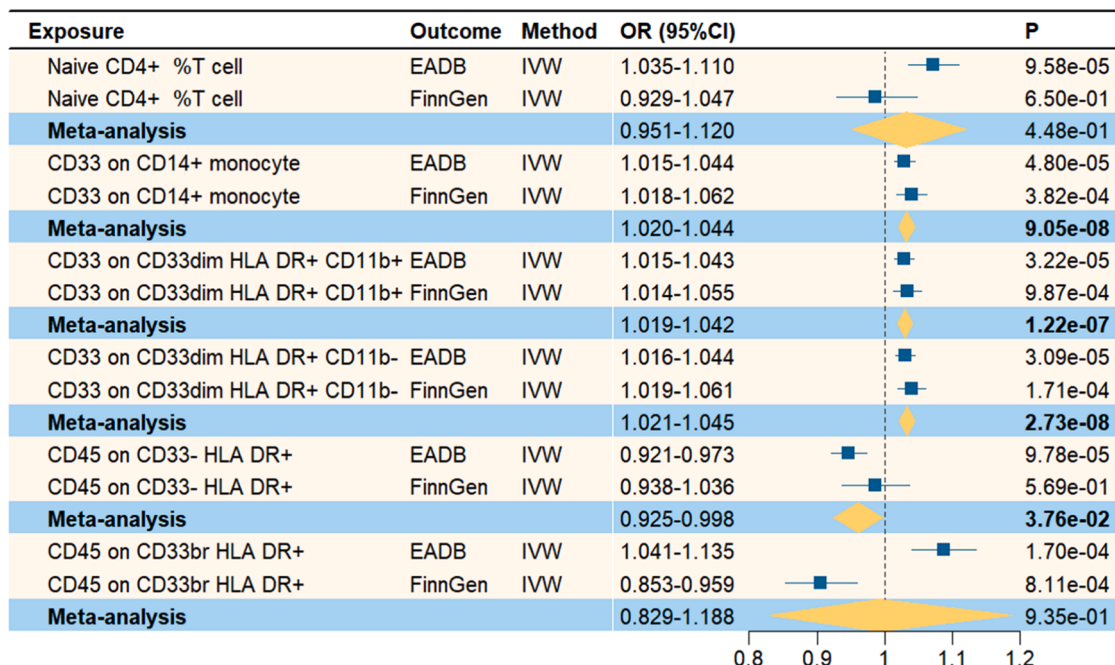 Exposure Outcome Method OR (95%CI) P
Naive CD4+ %T cell EADB IVW 1.035-1.110 9.58e-05
Naive CD4+ %T cell FinnGen IVW 0.929-1.047 6.50e-01
Meta-analysis 0.951-1.120 4.48e-01
CD33 on CD14+ monocyte EADB IVW 1.015-1.044 4.80e-05
CD33 on CD14+ monocyte FinnGen IVW 1.018-1.062 3.82e-04
Meta-analysis 1.020-1.044 9.05e-08
CD33 on CD33dim HLA DR+ CD11b+ EADB IVW 1.015-1.043 3.22e-05
CD33 on CD33dim HLA DR+ CD11b+ FinnGen IVW 1.014-1.055 9.87e-04
Meta-analysis 1.019-1.042 1.22e-07
CD33 on CD33dim HLA DR+ CD11b- EADB IVW 1.016-1.044 3.09e-05
CD33 on CD33dim HLA DR+ CD11b- FinnGen IVW 1.019-1.061 1.71e-04
Meta-analysis 1.021-1.045 2.73e-08
CD45 on CD33- HLA DR+ EADB IVW 0.921-0.973 9.78e-05
CD45 on CD33- HLA DR+ FinnGen IVW 0.938-1.036 5.69e-01
Meta-analysis 0.925-0.998 3.76e-02
CD45 on CD33br HLA DR+ EADB IVW 1.041-1.135 1.70e-04
CD45 on CD33br HLA DR+ FinnGen IVW 0.853-0.959 8.11e-04
Meta-analysis 0.829-1.188 9.35e-01
0.8 0.9 1 1.1 1.2